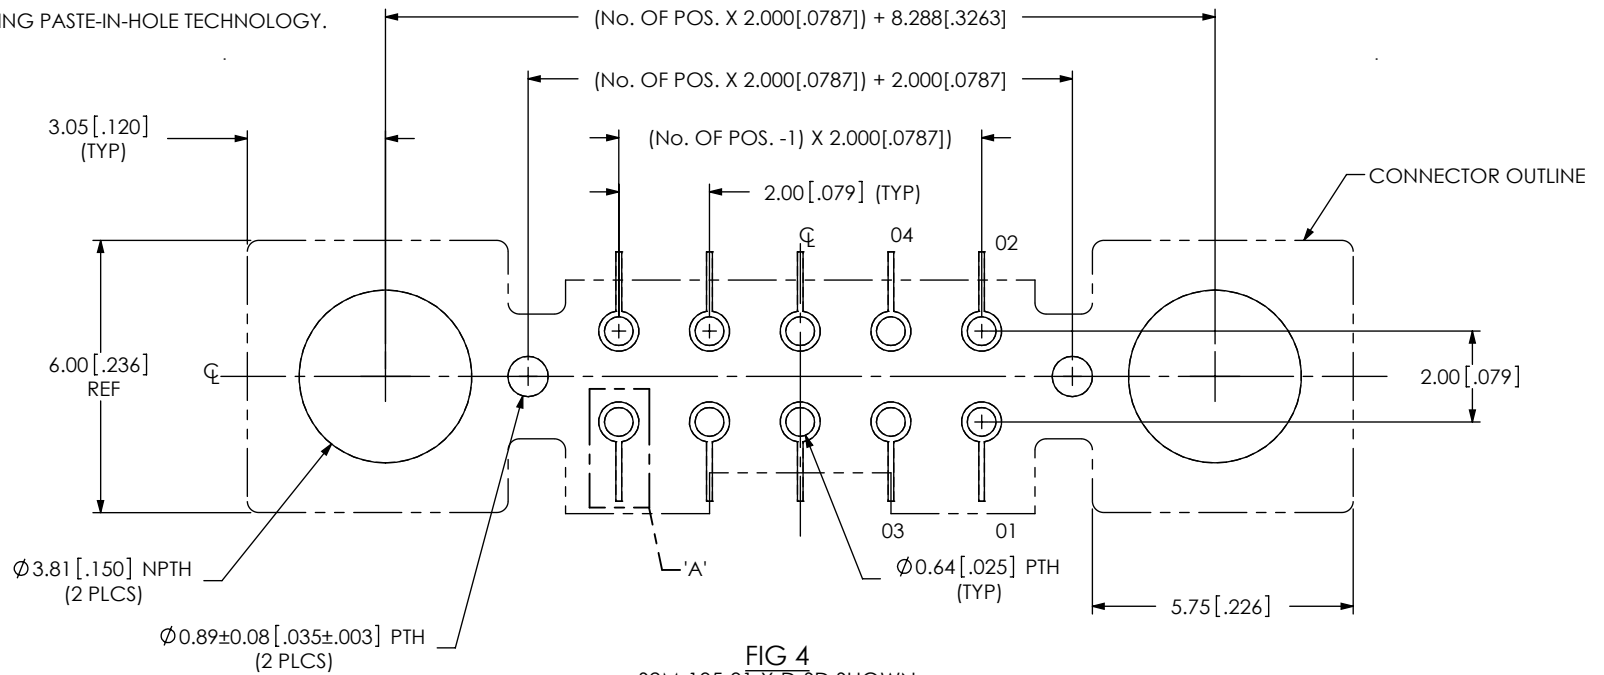 ING PASTE-IN-HOLE TECHNOLOGY.
(No. OF POS. X 2.000[.0787]) + 8.288[.3263]
(No. OF POS. X 2.000[.0787]) + 2.000[.0787]
3.05[.120]
(TYP)
(No. OF POS. -1) X 2.000[.0787])
2.00[.079] (TYP)
CONNECTOR OUTLINE
℄
04
02
6.00[.236]
REF
℄
2.00[.079]
03
01
Ø3.81[.150] NPTH
(2 PLCS)
'A'
Ø0.64[.025] PTH
(TYP)
5.75[.226]
Ø0.89±0.08[.035±.003] PTH
(2 PLCS)
FIG 4